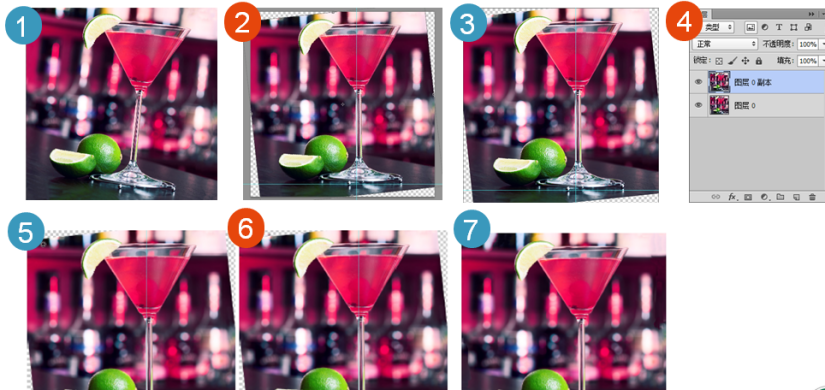 1
2
3
4
类型
正常
不透明度: 100%
锁定:
填充: 100%
图层 0 副本
图层 0
fx
5
6
7